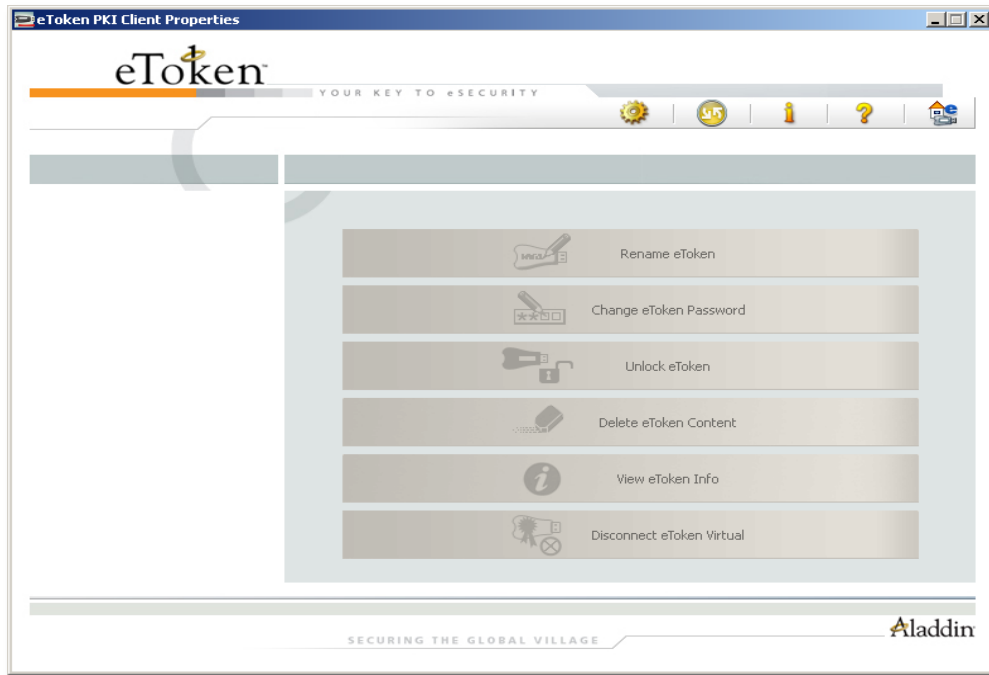 eToken PKI Client Properties
eToken™
YOUR KEY TO eSECURITY
Rename eToken
Change eToken Password
Unlock eToken
Delete eToken Content
View eToken Info
Disconnect eToken Virtual
SECURING THE GLOBAL VILLAGE
Aladdin